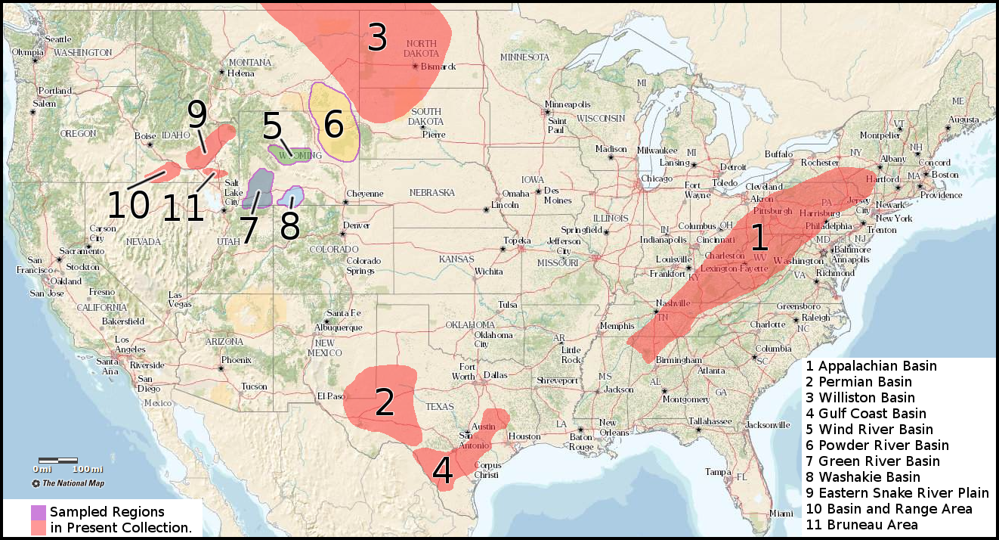 3
NORTH
DAKOTA
Seattle
Olympia
WASHINGTON
MONTANA
Helena
MINNESOTA
Bismarck
MI
Portland
Salem
Minneapolis
Saint
Paul
WISCONSIN
ME
Augusta
9
5
6
SOUTH
DAKOTA
Pierre
VT
Montpelier
OREGON
Boise
IDAHO
WYOMING
Madison
Milwaukee
MI
Lansing
Detroit
Buffalo
Rochester
NY
NH
Albany
Concord
MA
Boston
Hartford
Providence
10
11
Salt
Lake
City
7
8
Cheyenne
NEBRASKA
Omaha
Lincoln
IOWA
Des
Moines
Chicago
Fort
Wayne
Toledo
Cleveland
Akron
Pittsburgh
PA
Harrisburg
Jersey
City
Newark
New York
Philadelphia
Trenton
NJ
Carson
City
NEVADA
UTAH
Denver
COLORADO
Colorado
Springs
Topeka
KANSAS
Wichita
ILLINOIS
Springfield
Jefferson
City
MISSOURI
IN
Indianapolis
Columbus
OH
Cincinnati
1
Charleston
WV
Washington
MD
Baltimore
Annapolis
Louisville
Frankfort
Lexington-Fayette
KY
VA
Richmond
Sacramento
Stockton
San
Francisco
Oakland
San Jose
Fresno
CALIFORNIA
Bakersfield
Las
Vegas
Santa Fe
Albuquerque
NEW
MEXICO
Tulsa
OKLAHOMA
Oklahoma
City
AR
Little
Rock
Nashville
TN
Memphis
Greensboro
Raleigh
Charlotte
NC
Los
Angeles
Santa
Ana
Riverside
San
Diego
ARIZONA
Phoenix
Tucson
Mexico
El Paso
2
TEXAS
Fort
Worth
Dallas
Shreveport
MS
Jackson
Birmingham
AL
Montgomery
Atlanta
GA
Columbia
SC
Austin
San
Antonio
Houston
LA
Baton
Rouge
New
Orleans
Tallahassee
Jacksonville
4
Corpus
Christi
Tampa
FL
Miami
0mi 100mi
The National Map
Sampled Regions
in Present Collection.
1 Appalachian Basin
2 Permian Basin
3 Williston Basin
4 Gulf Coast Basin
5 Wind River Basin
6 Powder River Basin
7 Green River Basin
8 Washakie Basin
9 Eastern Snake River Plain
10 Basin and Range Area
11 Bruneau Area